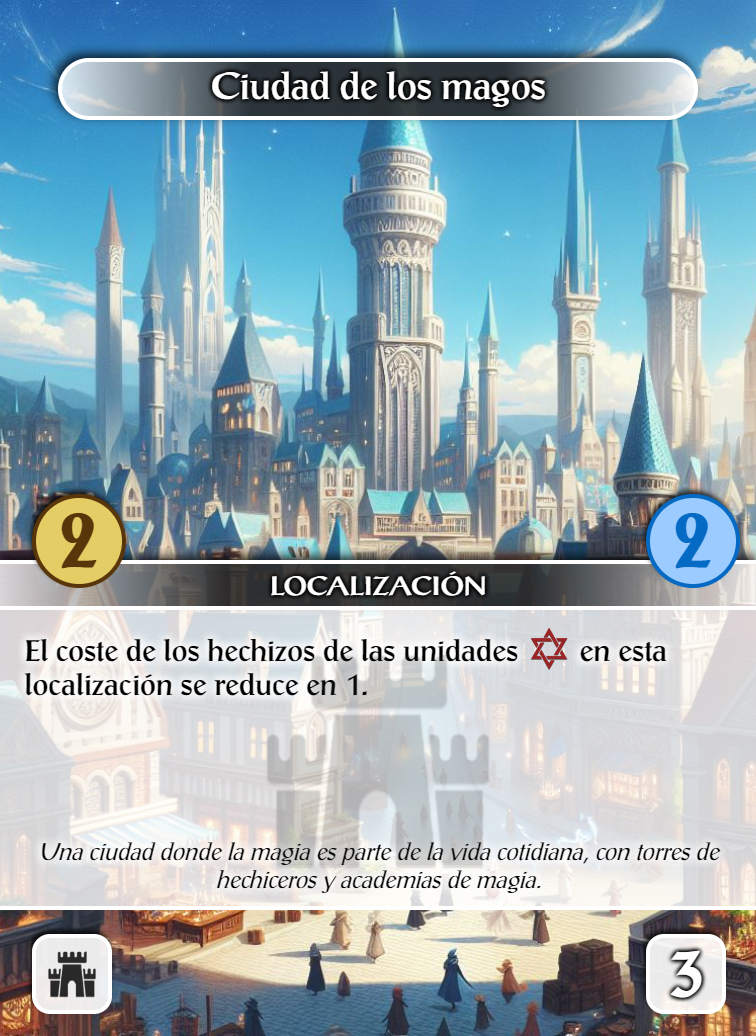 Ciudad de los magos
2 2
LOCALIZACIÓN
El coste de los hechizos de las unidades en esta
localización se reduce en 1.
Una ciudad donde la magia es parte de la vida cotidiana, con torres de
hechiceros y academias de magia.
3